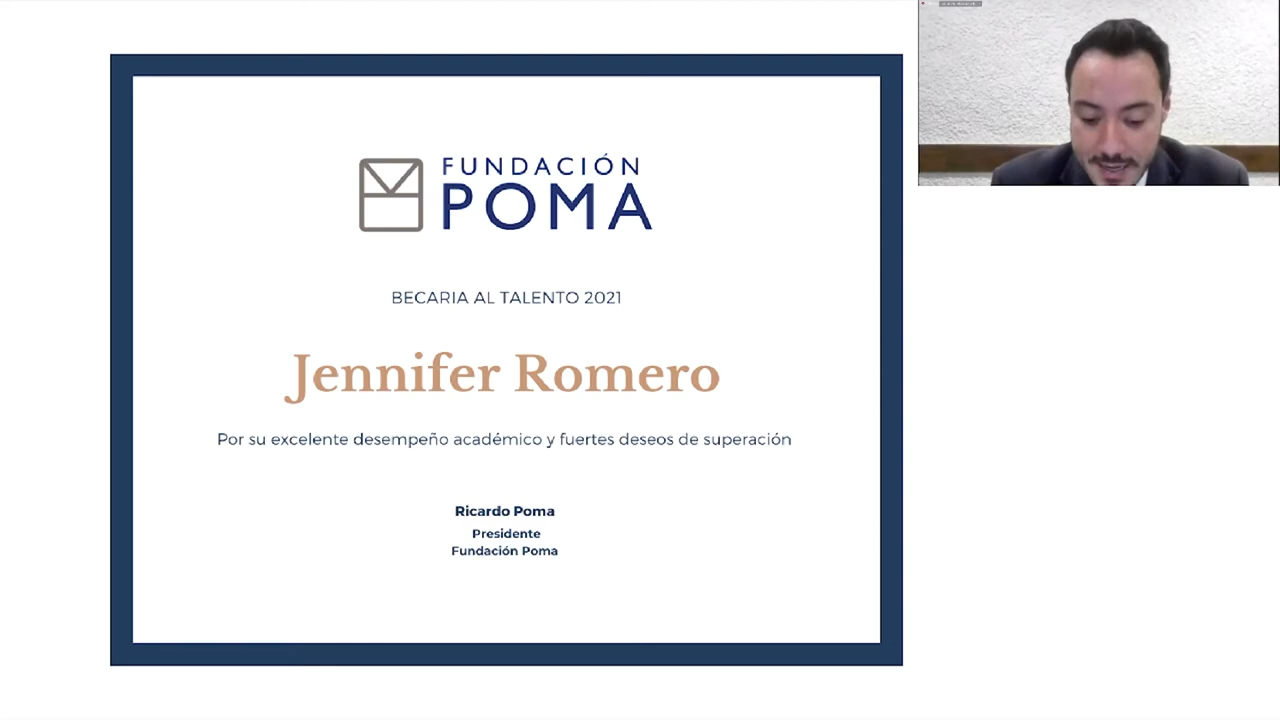 FUNDACIÓN
POMA
BECARIA AL TALENTO 2021
Jennifer Romero
Por su excelente desempeño académico y fuertes deseos de superación
Ricardo Poma
Presidente
Fundación Poma